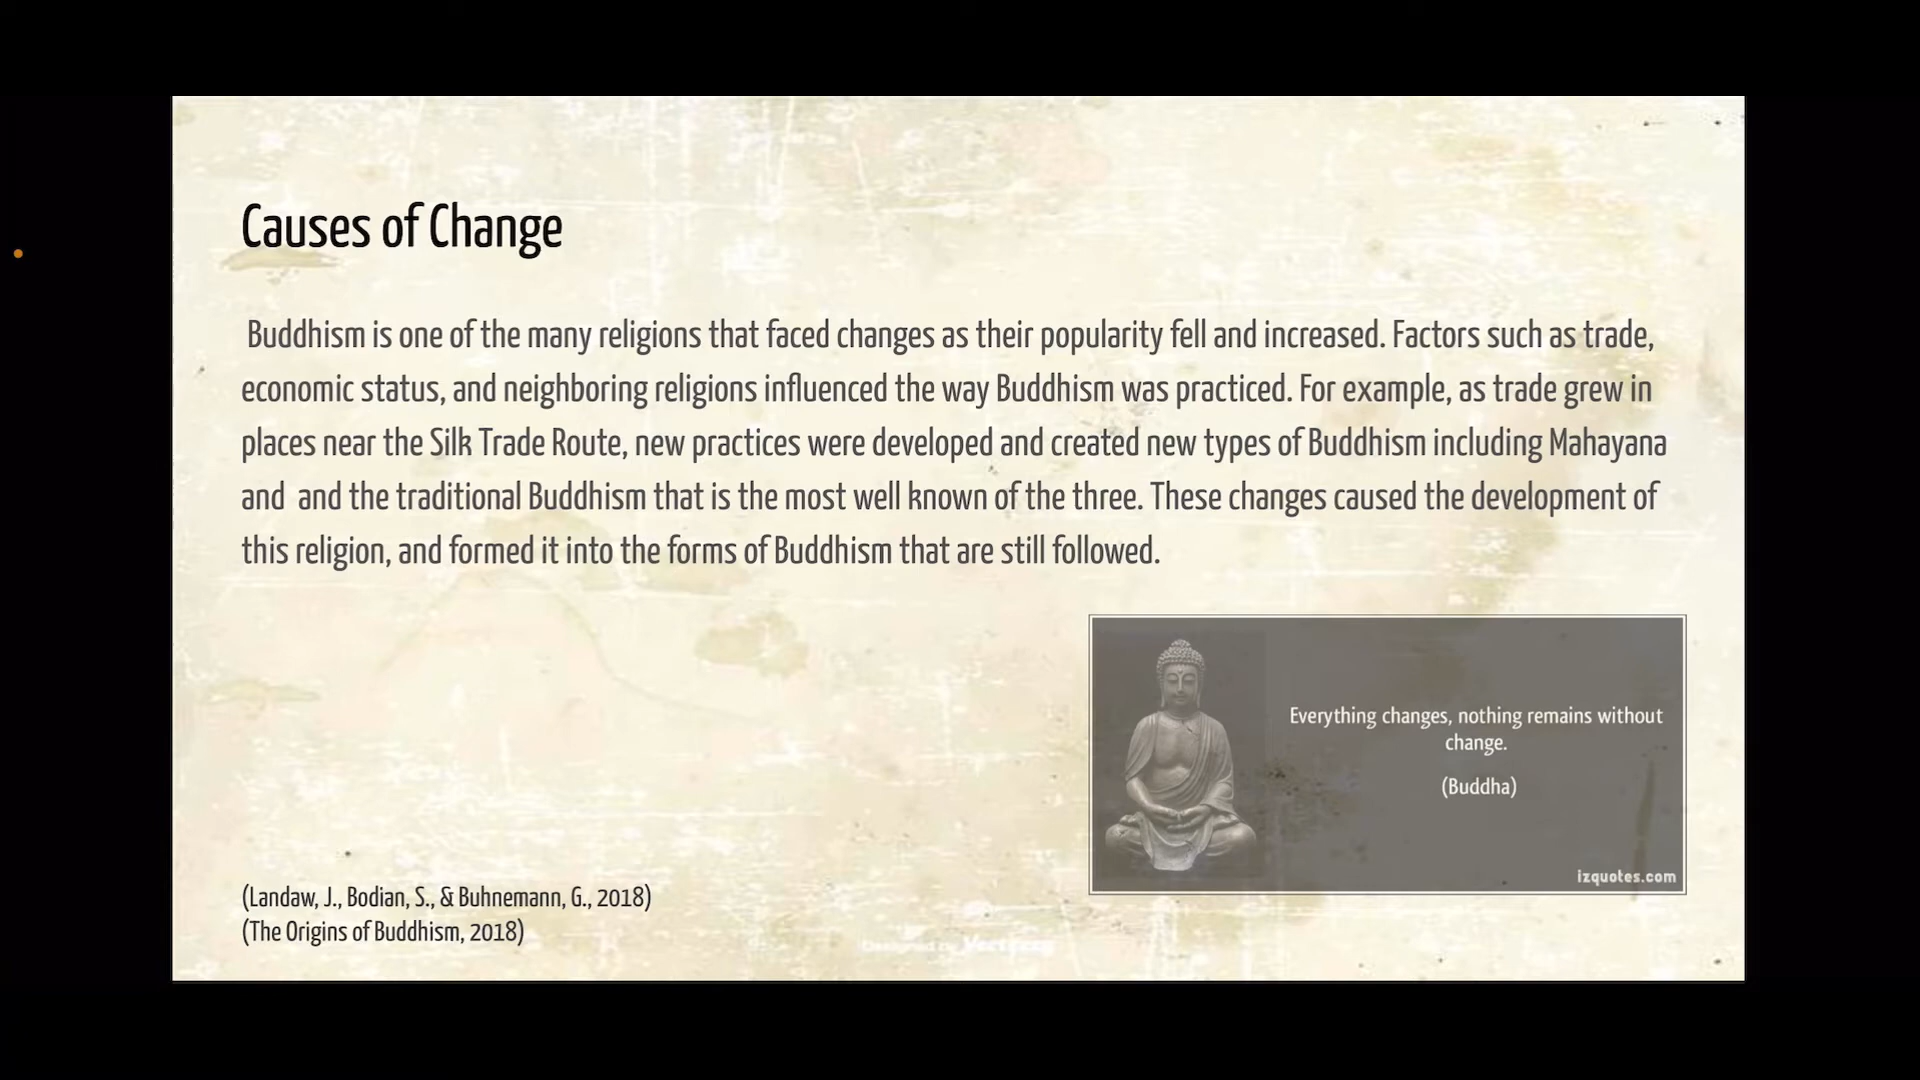 Causes of Change
Buddhism is one of the many religions that faced changes as their popularity fell and increased. Factors such as trade,
economic status, and neighboring religions influenced the way Buddhism was practiced. For example, as trade grew in
places near the Silk Trade Route, new practices were developed and created new types of Buddhism including Mahayana
and and the traditional Buddhism that is the most well known of the three. These changes caused the development of
this religion, and formed it into the forms of Buddhism that are still followed.
Everything changes, nothing remains without
change.
(Buddha)
izquotes.com
(Landaw, J., Bodian, S., & Buhnemann, G., 2018)
(The Origins of Buddhism, 2018)